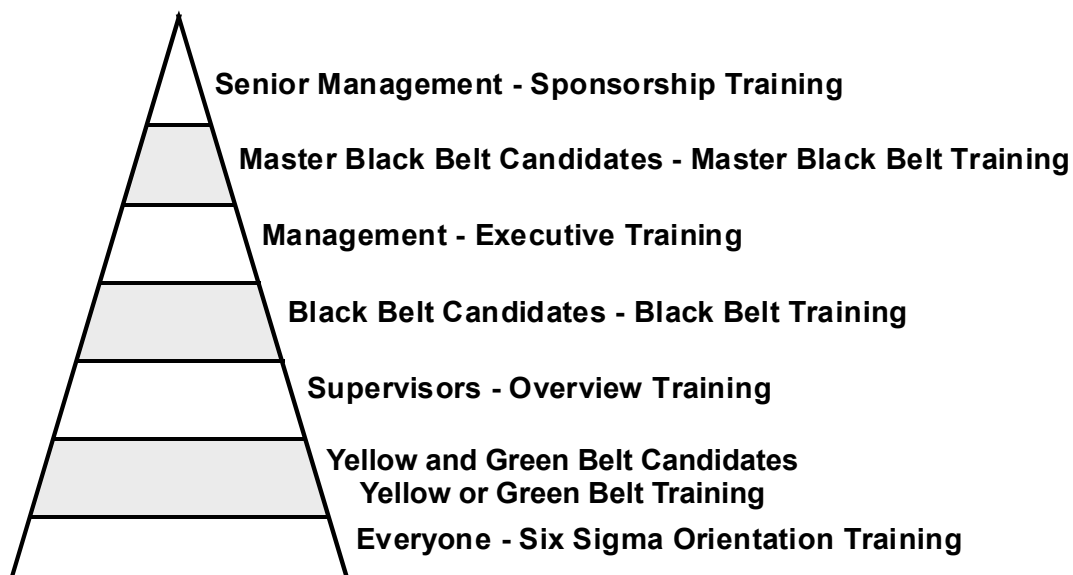 Senior Management - Sponsorship Training
Master Black Belt Candidates - Master Black Belt Training
Management - Executive Training
Black Belt Candidates - Black Belt Training
Supervisors - Overview Training
Yellow and Green Belt Candidates
Yellow or Green Belt Training
Everyone - Six Sigma Orientation Training